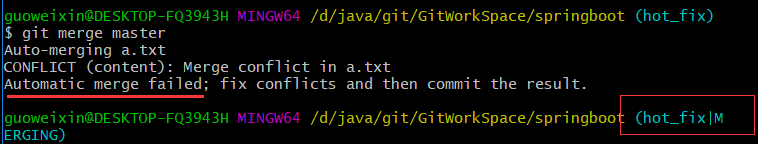 guoweixin@DESKTOP-FQ3943H MINGW64 /d/java/git/GitWorkSpace/springboot (hot_fix)
$ git merge master
Auto-merging a.txt
CONFLICT (content): Merge conflict in a.txt
Automatic merge failed; fix conflicts and then commit the result.
guoweixin@DESKTOP-FQ3943H MINGW64 /d/java/git/GitWorkSpace/springboot (hot_fix|M
ERGING)